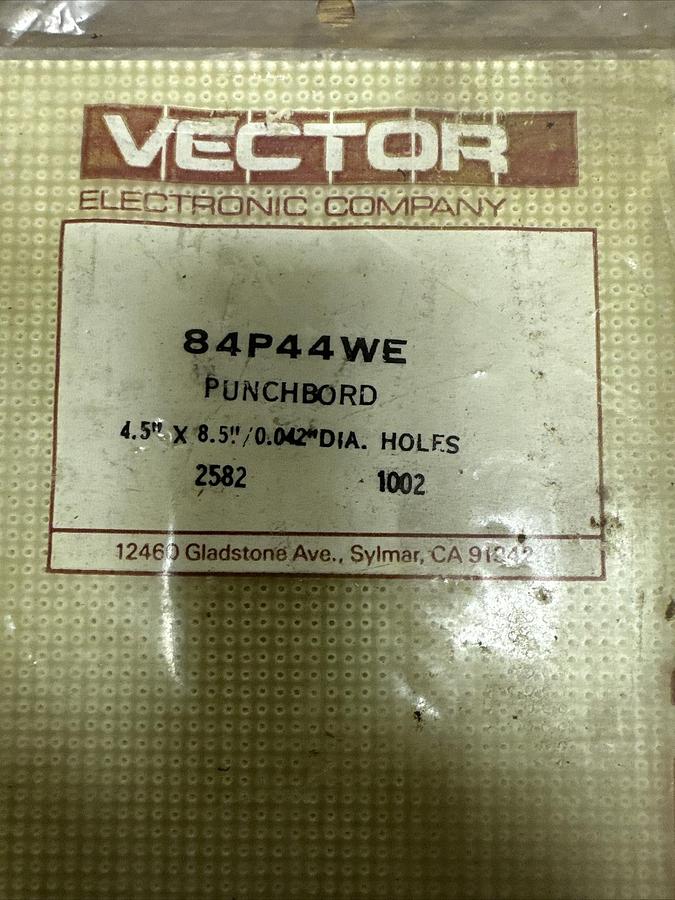 VECTOR
ELECTRONIC COMPANY
84P44WE
PUNCHBORD
4.5" X 8.5"/0.042"DIA. HOLES
2582 1002
12460 Gladstone Ave., Sylmar, CA 91342